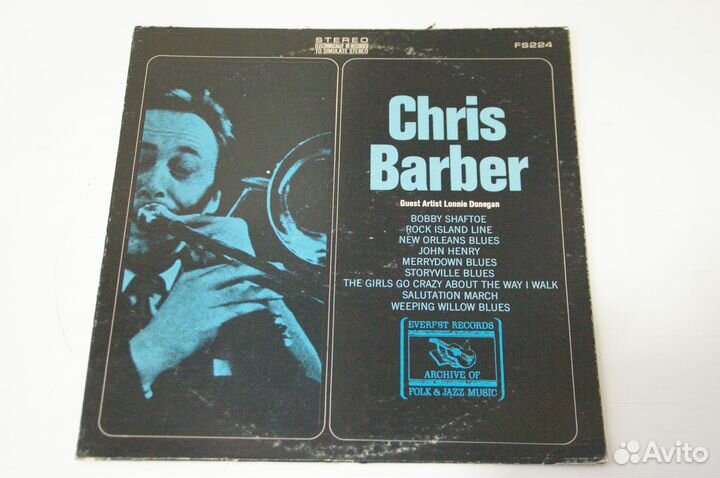 STEREO
ELECTRONICALLY RE-RECORDED
TO SIMULATE STEREO
FS224
Chris
Barber
Guest Artist Lonnie Donegan
BOBBY SHAFTOE
ROCK ISLAND LINE
NEW ORLEANS BLUES
JOHN HENRY
MERRYDOWN BLUES
STORYVILLE BLUES
THE GIRLS GO CRAZY ABOUT THE WAY I WALK
SALUTATION MARCH
WEEPING WILLOW BLUES
EVEREST RECORDS
ARCHIVE OF
FOLK & JAZZ MUSIC
Avito